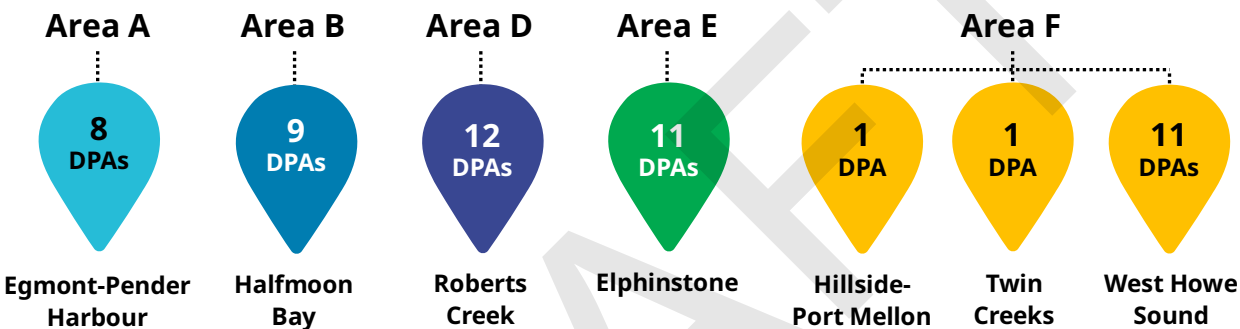 Area A
Area B
Area D
Area E
Area F
8
DPAs
9
DPAs
12
DPAs
11
DPAs
1
DPA
1
DPA
11
DPAs
Egmont-Pender
Harbour
Halfmoon
Bay
Roberts
Creek
Elphinstone
Hillside-
Port Mellon
Twin
Creeks
West Howe
Sound